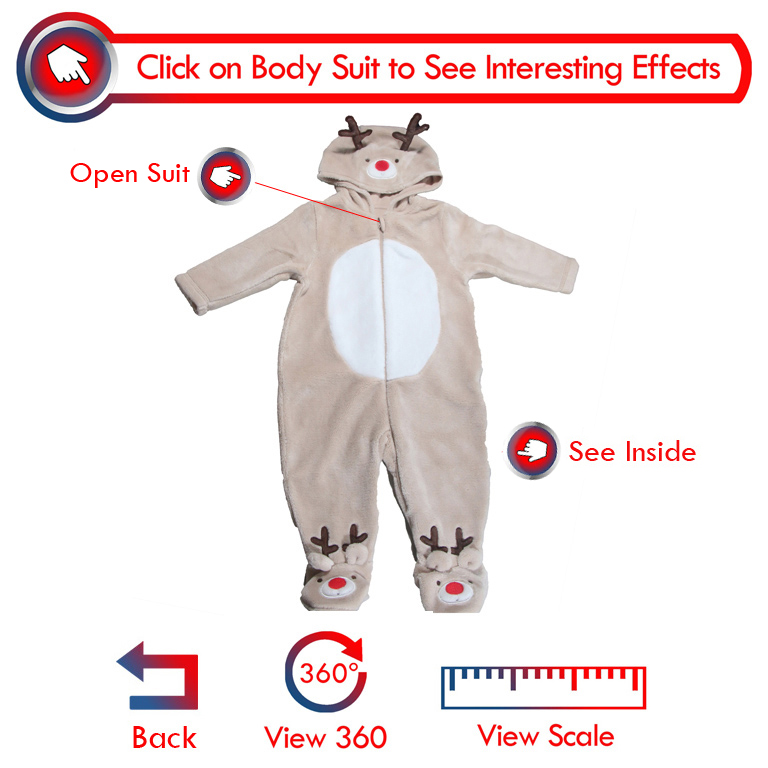 Click on Body Suit to See Interesting Effects
Open Suit
See Inside
360°
Back
View 360
View Scale